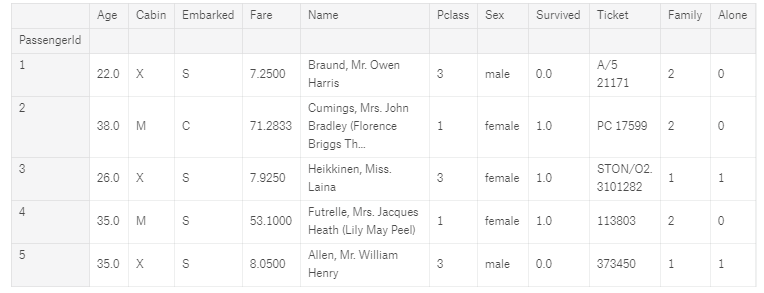 Age Cabin Embarked Fare Name Pclass Sex Survived Ticket Family Alone
PassengerId
1 22.0 X S 7.2500 Braund, Mr. Owen Harris 3 male 0.0 A/5 21171 2 0
2 38.0 M C 71.2833 Cumings, Mrs. John Bradley (Florence Briggs Th... 1 female 1.0 PC 17599 2 0
3 26.0 X S 7.9250 Heikkinen, Miss. Laina 3 female 1.0 STON/O2. 3101282 1 1
4 35.0 M S 53.1000 Futrelle, Mrs. Jacques Heath (Lily May Peel) 1 female 1.0 113803 2 0
5 35.0 X S 8.0500 Allen, Mr. William Henry 3 male 0.0 373450 1 1